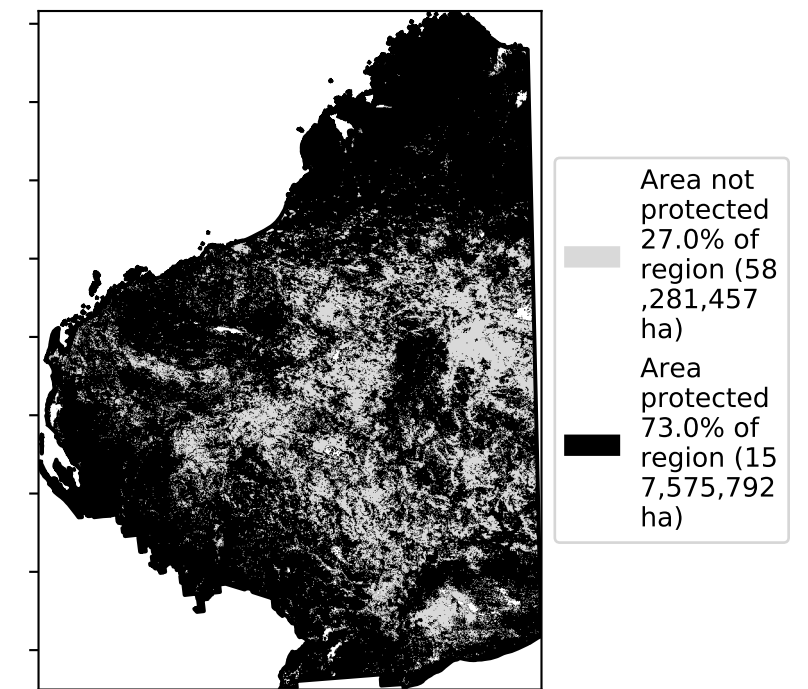 Area not
protected
27.0% of
region (58
,281,457
ha)
Area
protected
73.0% of
region (15
7,575,792
ha)